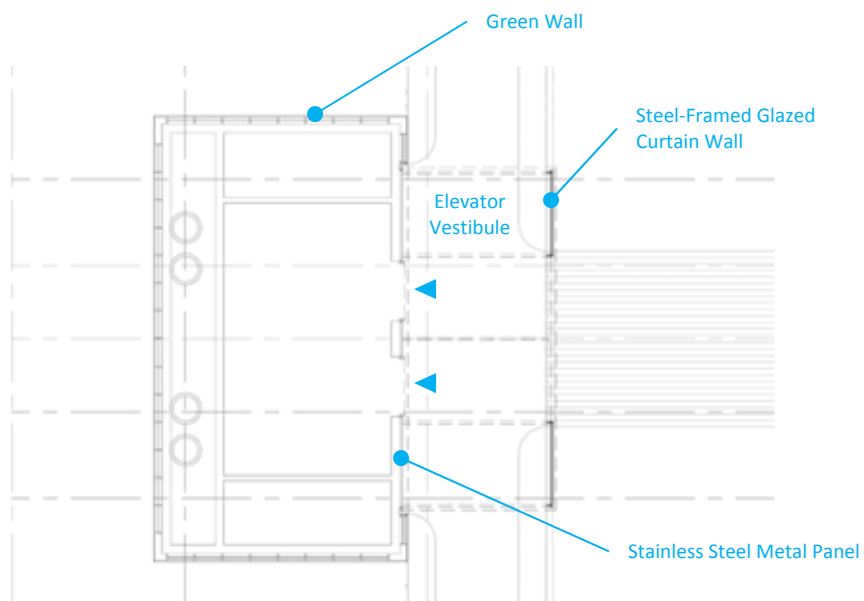 Green Wall
Steel-Framed Glazed
Curtain Wall
Elevator
Vestibule
Stainless Steel Metal Panel